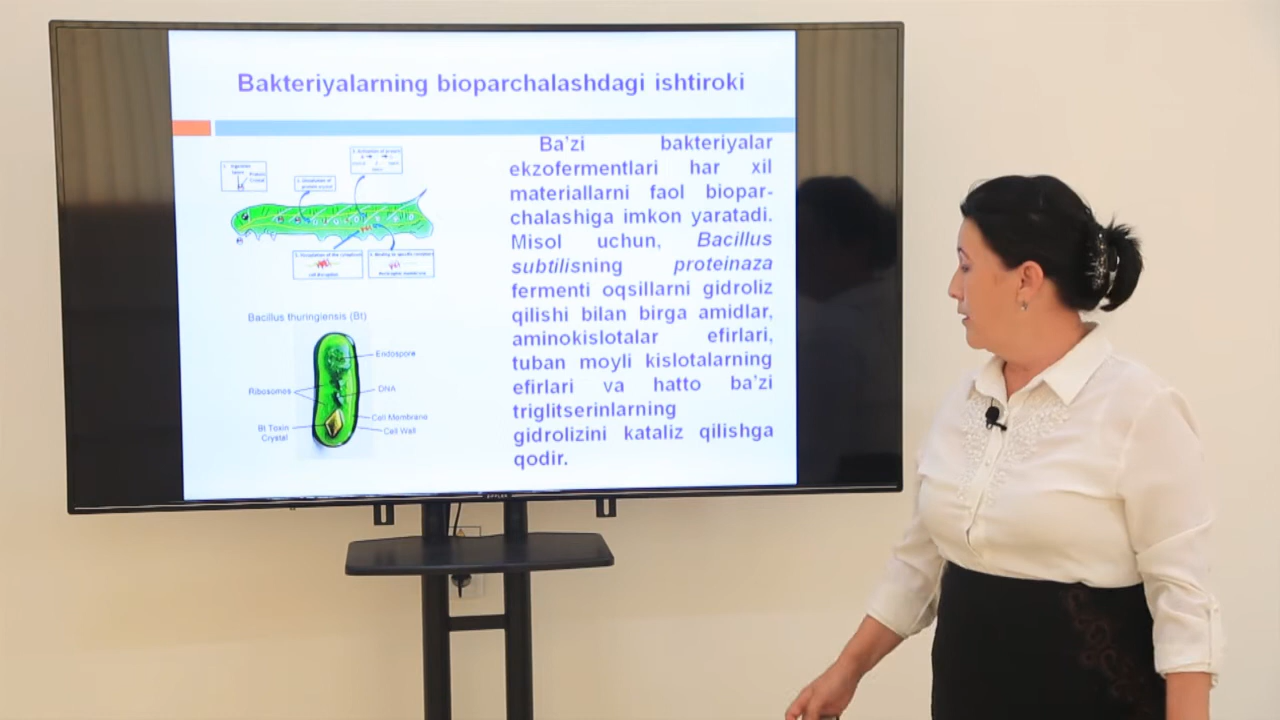 Bakteriyalarning bioparchalashdagi ishtiroki
Ba’zi bakteriyalar
ekzofermentlari har xil
materiallarni faol biopar-
chalashiga imkon yaratadi.
Misol uchun, Bacillus
subtilisning proteinaza
fermenti oqsillarni gidroliz
qilishi bilan birga amidlar,
aminokislotalar efirlari,
tuban moyli kislotalarning
efirlari va hatto ba’zi
triglitserinlarning
gidrolizini kataliz qilishga
qodir.
Bacillus thuringiensis (Bt)
Endospore
Ribosomes
DNA
Cell Membrane
Bt Toxin
Crystal
Cell Wall